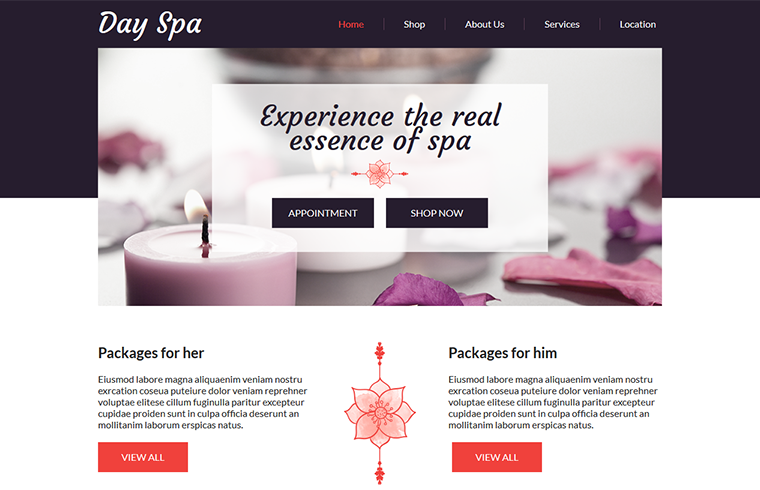 Day Spa
Home
Shop
About Us
Services
Location
Experience the real
essence of spa
APPOINTMENT
SHOP NOW
Packages for her
Eiusmod labore magna aliquaenim veniam nostru
exrcation coseua puteiure dolor veniam reprehner
voluptae elitese cillum fuginulla paritur excepteur
cupidae proiden sunt in culpa officia deserunt an
mollitanim laborum erspicas natus.
VIEW ALL
Packages for him
Eiusmod labore magna aliquaenim veniam nostru
exrcation coseua puteiure dolor veniam reprehner
voluptae elitese cillum fuginulla paritur excepteur
cupidae proiden sunt in culpa officia deserunt an
mollitanim laborum erspicas natus.
VIEW ALL